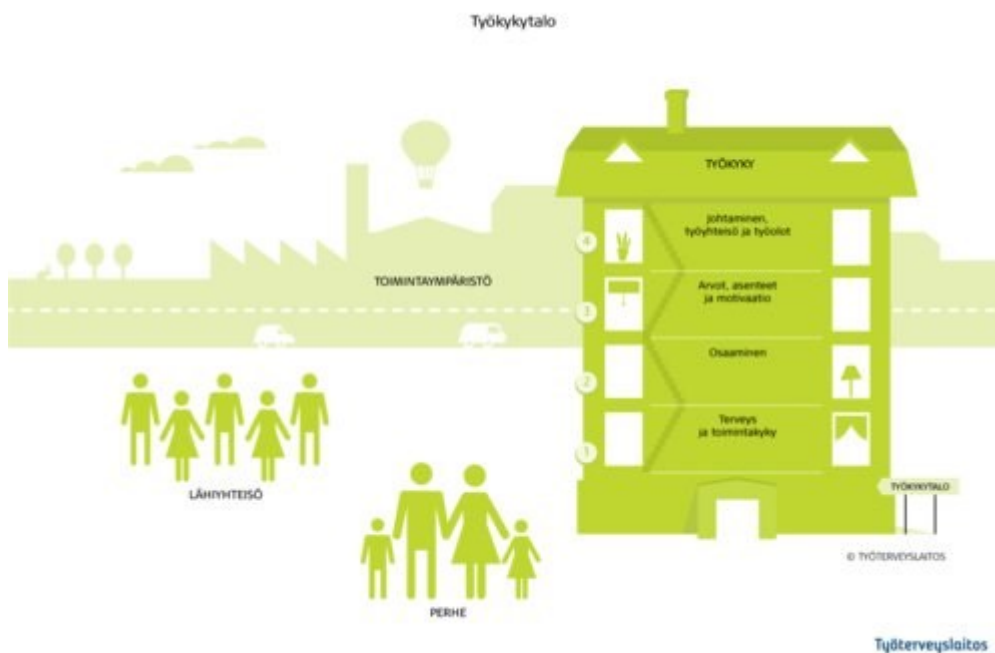 Työkykytalo
TYÖKYKY
4
Johtaminen,
työyhteisö ja työolot
TOIMINTAYMPÄRISTÖ
3
Arvot, asenteet
ja motivaatio
2
Osaaminen
1
Terveys
ja toimintakyky
LÄHIYHTEISÖ
PERHE
TYÖKYKYTALO
© TYÖTERVEYSLAITOS
Työterveyslaitos